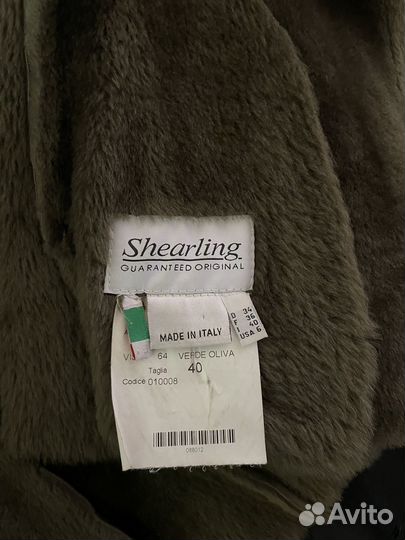 Shearling
GUARANTEED ORIGINAL
MADE IN ITALY
D 34
F 36
I 40
USA 6
64 VERDE OLIVA
Taglia 40
Codice 010008
088012
Avito